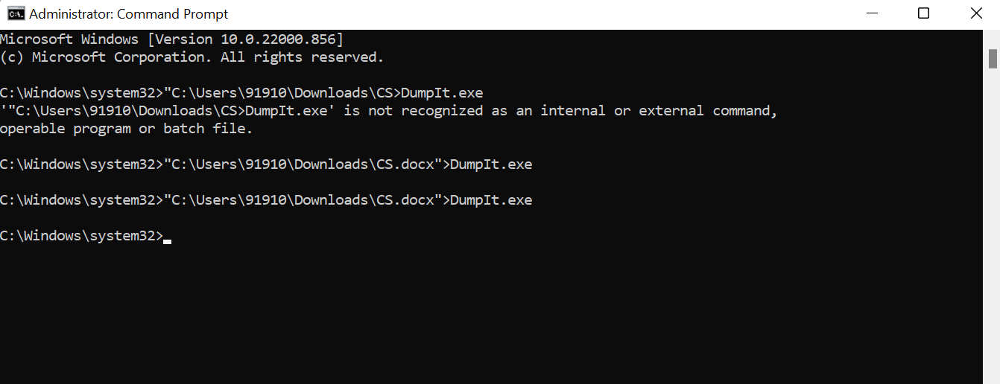 Administrator: Command Prompt
Microsoft Windows [Version 10.0.22000.856]
(c) Microsoft Corporation. All rights reserved.
C:\Windows\system32>"C:\Users\91910\Downloads\CS>DumpIt.exe
'"C:\Users\91910\Downloads\CS>DumpIt.exe' is not recognized as an internal or external command,
operable program or batch file.
C:\Windows\system32>"C:\Users\91910\Downloads\CS.docx">DumpIt.exe
C:\Windows\system32>"C:\Users\91910\Downloads\CS.docx">DumpIt.exe
C:\Windows\system32>